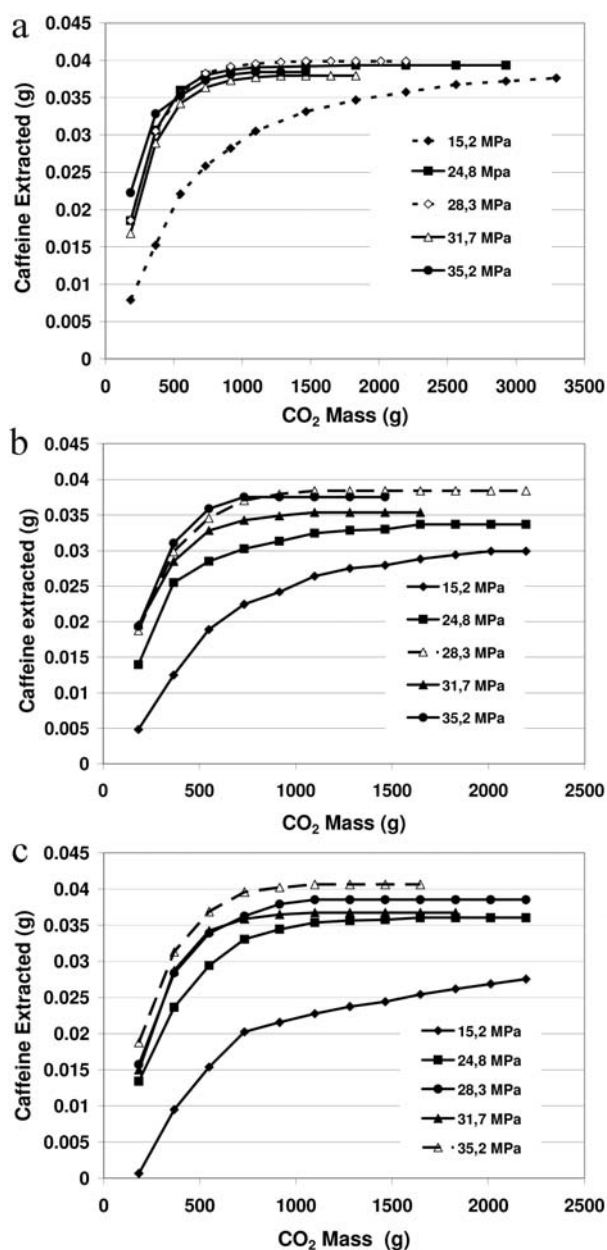 a
0.045
0.04
0.035
0.03
0.025
0.02
0.015
0.01
0.005
0
Caffeine Extracted (g)
15,2 MPa
24,8 Mpa
28,3 MPa
31,7 MPa
35,2 MPa
0 500 1000 1500 2000 2500 3000 3500
CO2 Mass (g)
b
0.045
0.04
0.035
0.03
0.025
0.02
0.015
0.01
0.005
0
Caffeine extracted (g)
15,2 MPa
24,8 MPa
28,3 MPa
31,7 MPa
35,2 MPa
0 500 1000 1500 2000 2500
CO2 Mass (g)
c
0.045
0.04
0.035
0.03
0.025
0.02
0.015
0.01
0.005
0
Caffeine Extracted (g)
15,2 MPa
24,8 MPa
28,3 MPa
31,7 MPa
35,2 MPa
0 500 1000 1500 2000 2500
CO2 Mass (g)